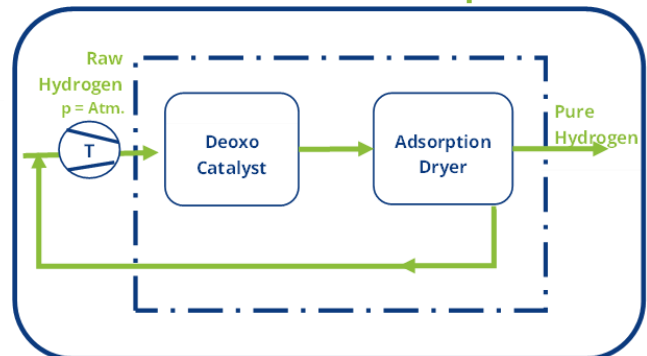 Raw
Hydrogen
p = Atm.
T
Deoxo
Catalyst
Adsorption
Dryer
Pure
Hydrogen